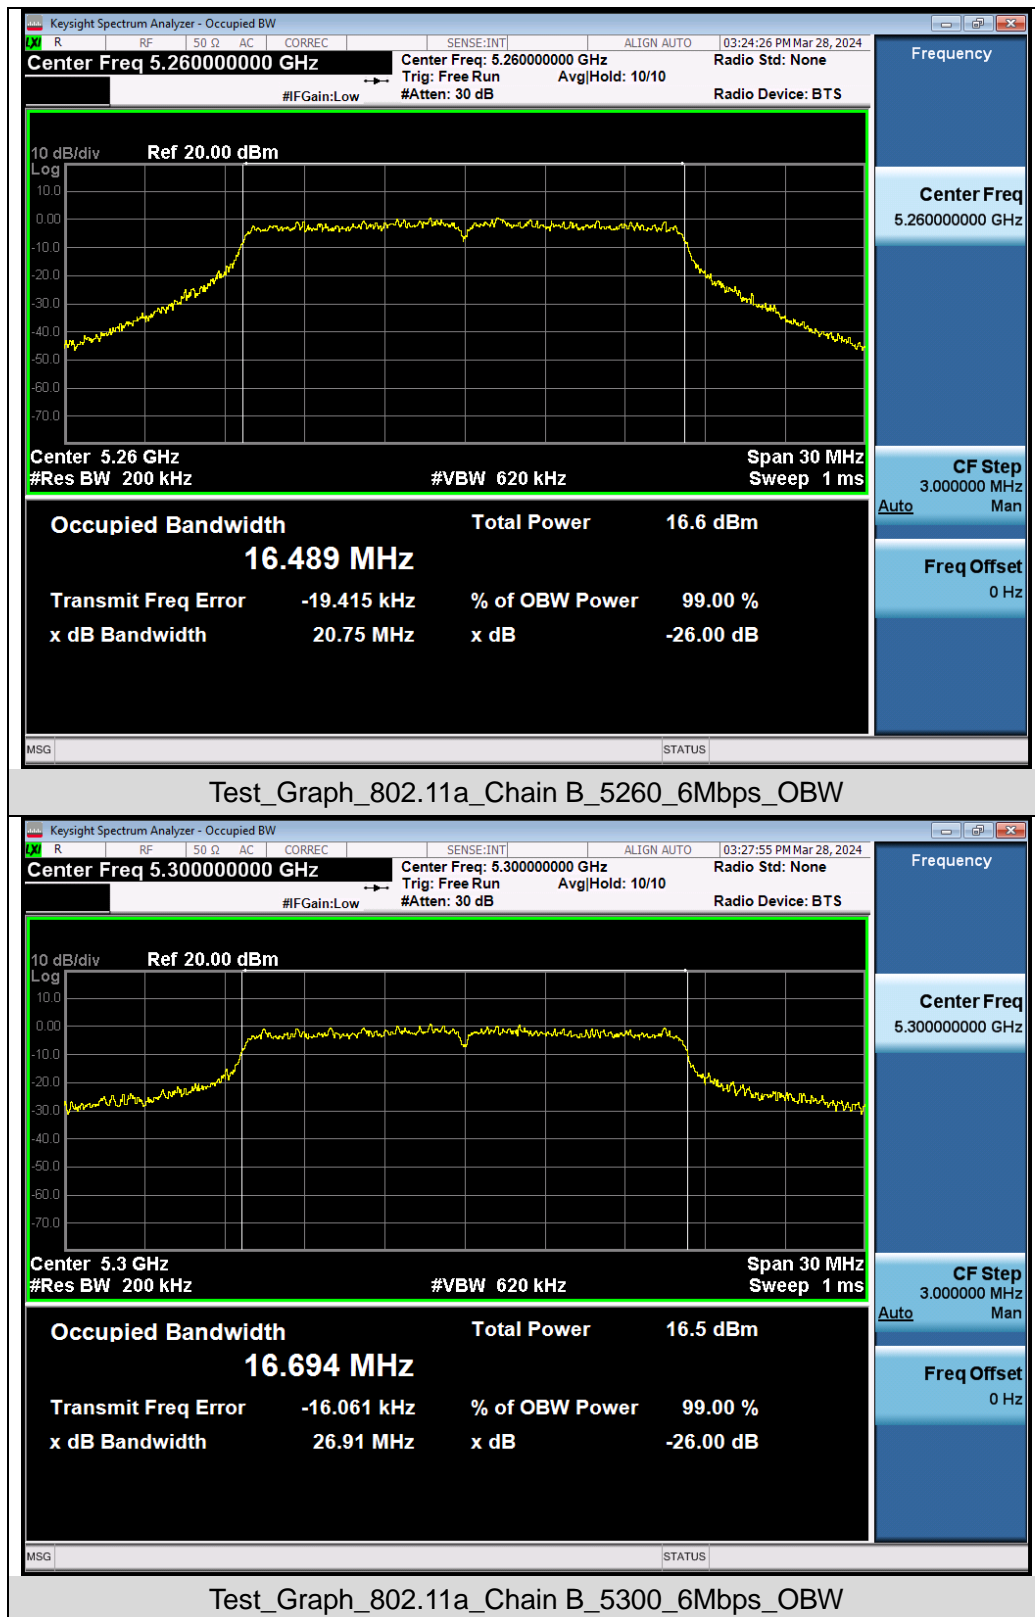 Keysight Spectrum Analyzer - Occupied BW
LXI R RF 50 Ω AC CORREC SENSE:INT ALIGN AUTO 03:24:26 PM Mar 28, 2024
Center Freq 5.260000000 GHz
Center Freq: 5.260000000 GHz Radio Std: None
Trig: Free Run Avg|Hold: 10/10
#IFGain:Low #Atten: 30 dB Radio Device: BTS
10 dB/div Ref 20.00 dBm
Log
10.0
0.00
-10.0
-20.0
-30.0
-40.0
-50.0
-60.0
-70.0
Center 5.26 GHz Span 30 MHz
#Res BW 200 kHz #VBW 620 kHz Sweep 1 ms
Occupied Bandwidth Total Power 16.6 dBm
16.489 MHz
Transmit Freq Error -19.415 kHz % of OBW Power 99.00 %
x dB Bandwidth 20.75 MHz x dB -26.00 dB
MSG STATUS
Frequency
Center Freq
5.260000000 GHz
CF Step
3.000000 MHz
Auto Man
Freq Offset
0 Hz
Test_Graph_802.11a_Chain B_5260_6Mbps_OBW
Keysight Spectrum Analyzer - Occupied BW
LXI R RF 50 Ω AC CORREC SENSE:INT ALIGN AUTO 03:27:55 PM Mar 28, 2024
Center Freq 5.300000000 GHz
Center Freq: 5.300000000 GHz Radio Std: None
Trig: Free Run Avg|Hold: 10/10
#IFGain:Low #Atten: 30 dB Radio Device: BTS
10 dB/div Ref 20.00 dBm
Log
10.0
0.00
-10.0
-20.0
-30.0
-40.0
-50.0
-60.0
-70.0
Center 5.3 GHz Span 30 MHz
#Res BW 200 kHz #VBW 620 kHz Sweep 1 ms
Occupied Bandwidth Total Power 16.5 dBm
16.694 MHz
Transmit Freq Error -16.061 kHz % of OBW Power 99.00 %
x dB Bandwidth 26.91 MHz x dB -26.00 dB
MSG STATUS
Frequency
Center Freq
5.300000000 GHz
CF Step
3.000000 MHz
Auto Man
Freq Offset
0 Hz
Test_Graph_802.11a_Chain B_5300_6Mbps_OBW